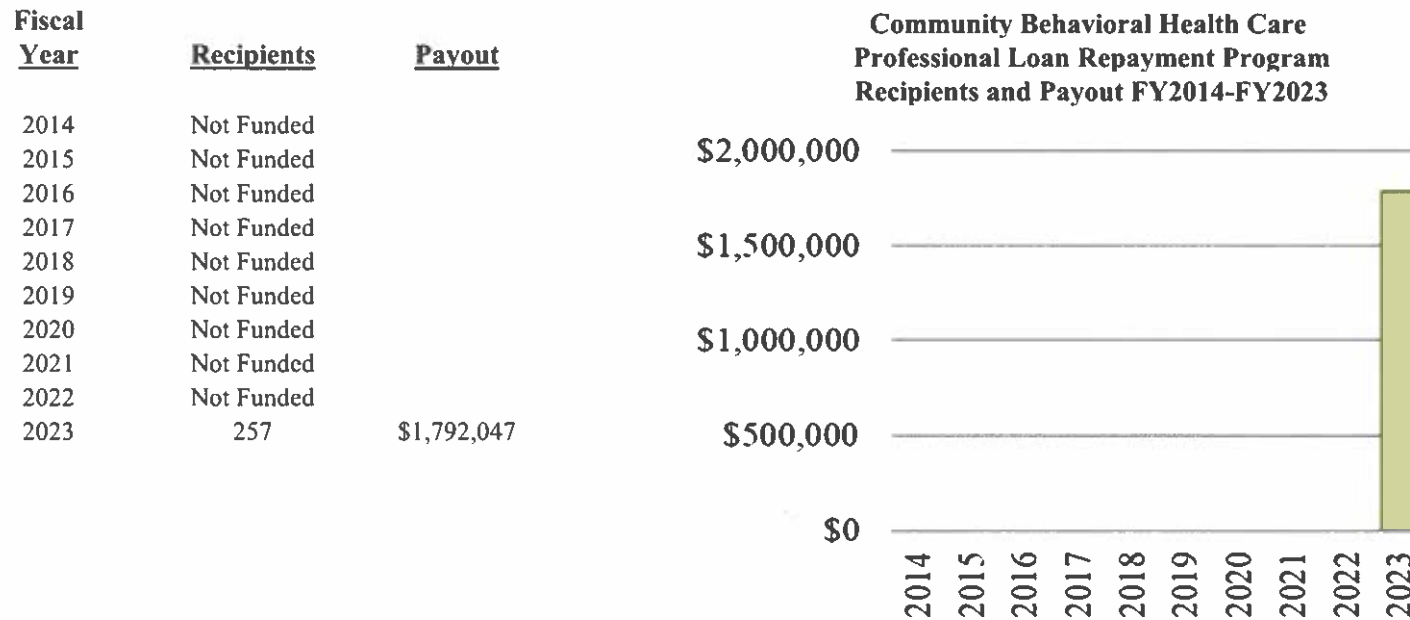 Fiscal
Year Recipients Payout
2014 Not Funded
2015 Not Funded
2016 Not Funded
2017 Not Funded
2018 Not Funded
2019 Not Funded
2020 Not Funded
2021 Not Funded
2022 Not Funded
2023 257 $1,792,047
Community Behavioral Health Care
Professional Loan Repayment Program
Recipients and Payout FY2014-FY2023
$2,000,000
$1,500,000
$1,000,000
$500,000
$0
2014
2015
2016
2017
2018
2019
2020
2021
2022
2023